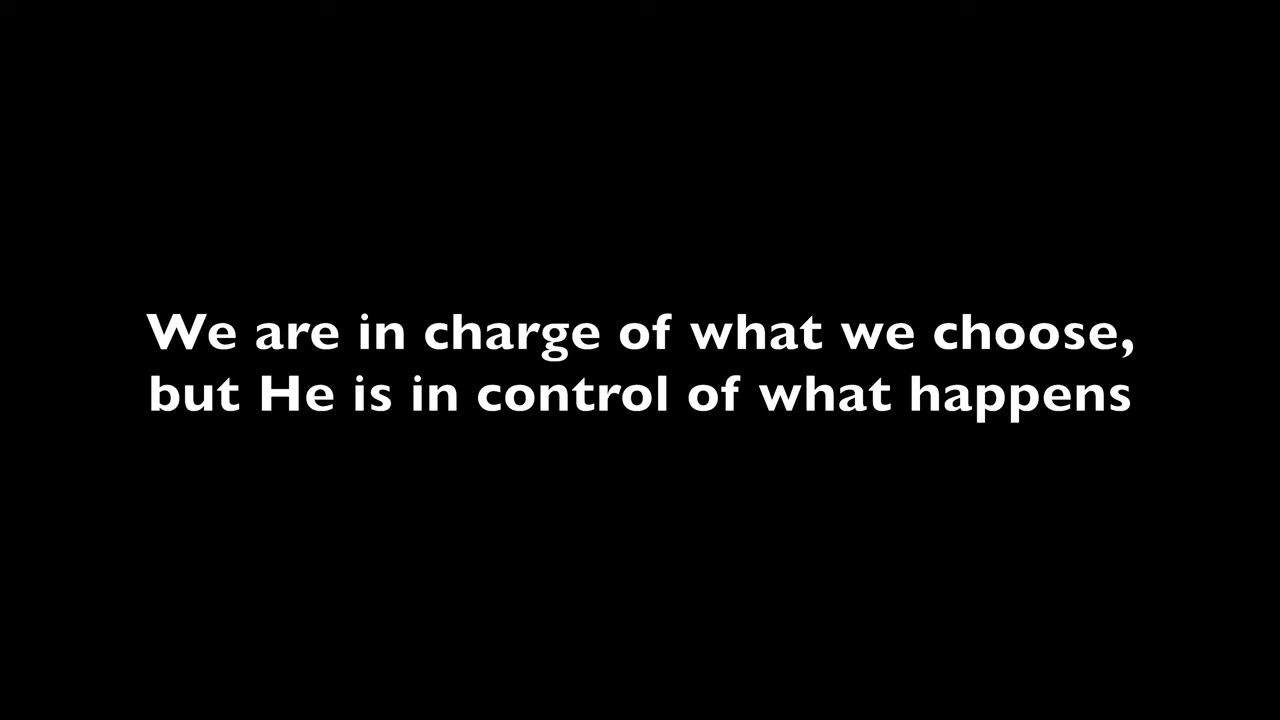 We are in charge of what we choose,
but He is in control of what happens